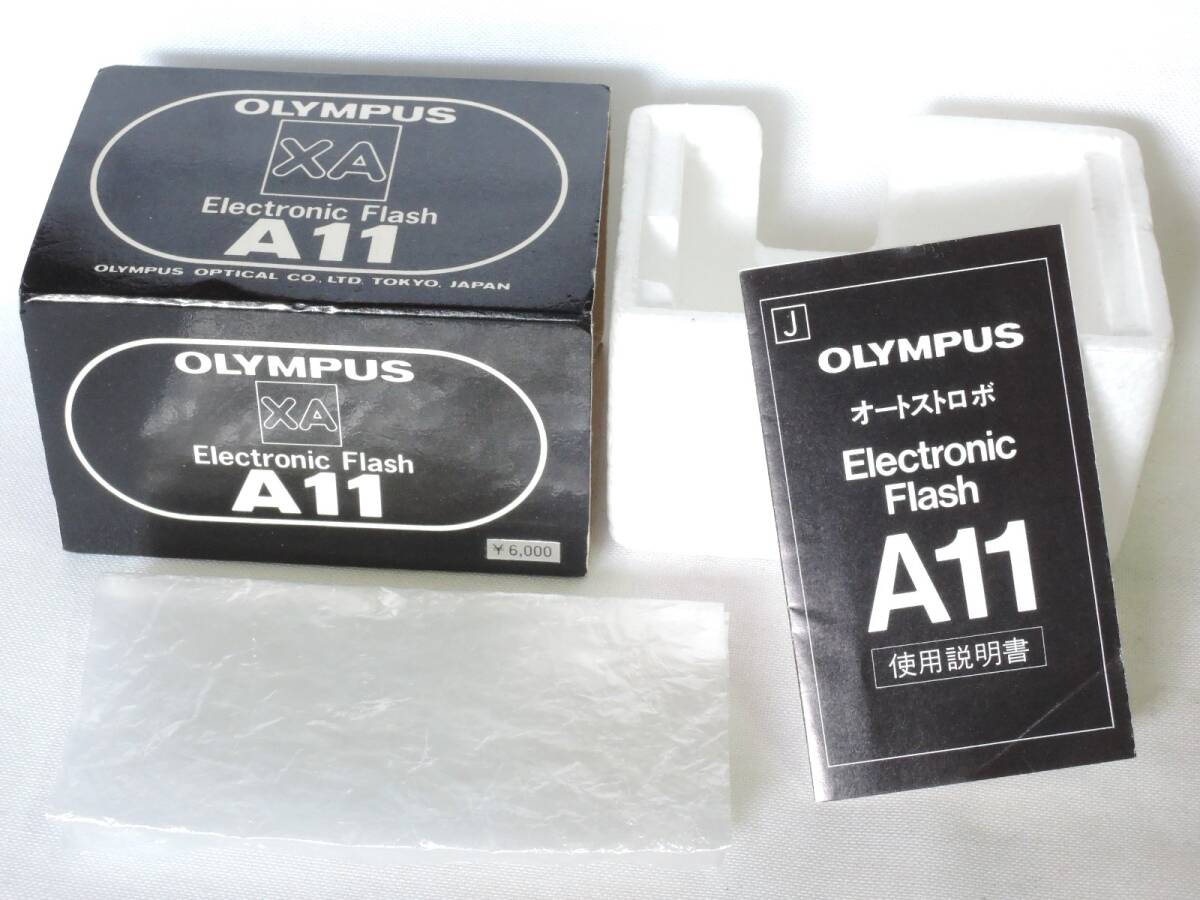 OLYMPUS
XA
Electronic Flash
A11
OLYMPUS OPTICAL CO., LTD. TOKYO, JAPAN
OLYMPUS
XA
Electronic Flash
A11
¥ 6,000
J
OLYMPUS
オートストロボ
Electronic
Flash
A11
使用説明書